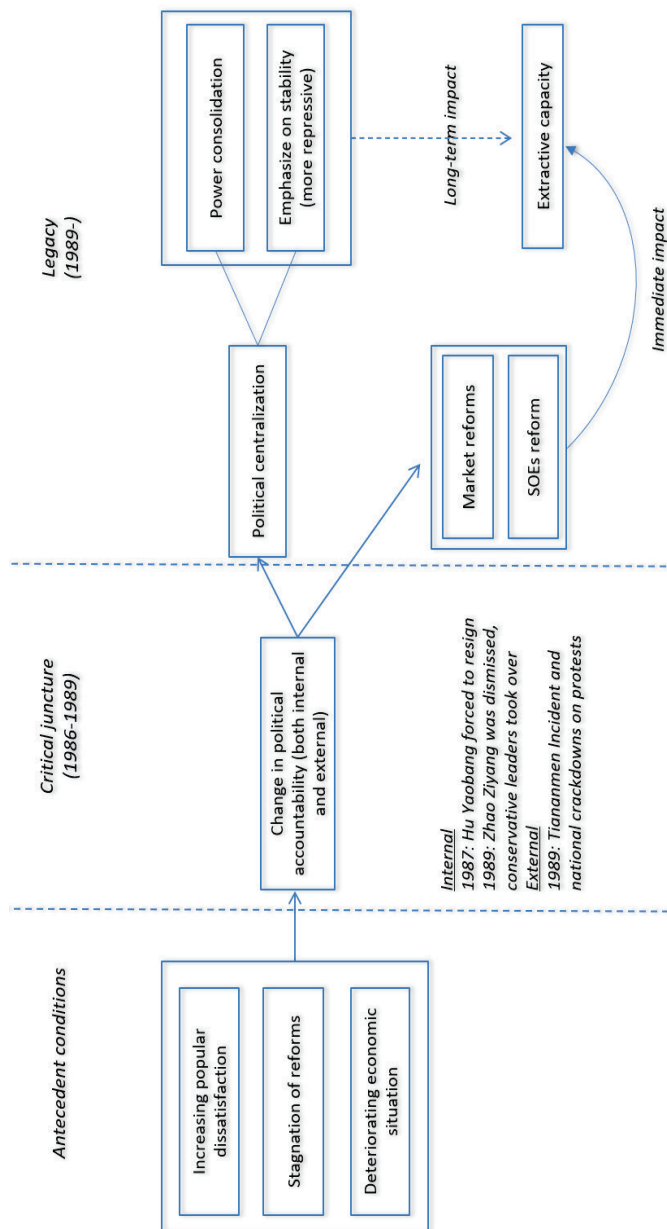 Antecedent conditions
Increasing popular
dissatisfaction
Stagnation of reforms
Deteriorating economic
situation
Critical juncture
(1986-1989)
Change in political
accountability (both internal
and external)
Internal
1987: Hu Yaobang forced to resign
1989: Zhao Ziyang was dismissed,
conservative leaders took over
External
1989: Tiananmen Incident and
national crackdowns on protests
Legacy
(1989-)
Political centralization
Power consolidation
Emphasize on stability
(more repressive)
Market reforms
SOEs reform
Long-term impact
Extractive capacity
Immediate impact